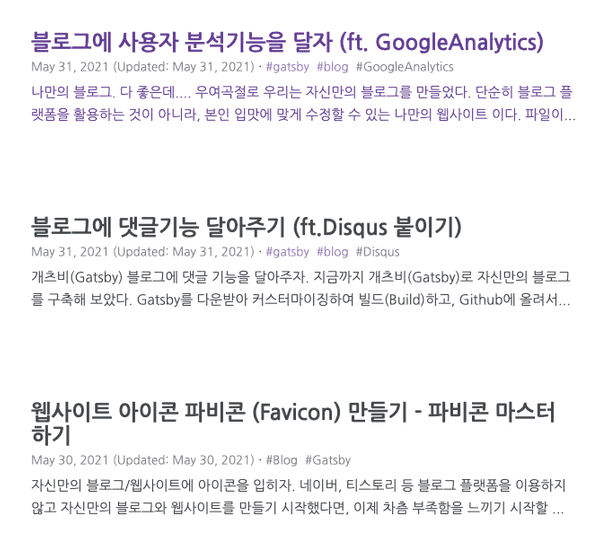 블로그에 사용자 분석기능을 달자 (ft. GoogleAnalytics)
May 31, 2021 (Updated: May 31, 2021) · #gatsby #blog #GoogleAnalytics
나만의 블로그. 다 좋은데.... 우여곡절로 우리는 자신만의 블로그를 만들었다. 단순히 블로그 플
랫폼을 활용하는 것이 아니라, 본인 입맛에 맞게 수정할 수 있는 나만의 웹사이트 이다. 파일이...
블로그에 댓글기능 달아주기 (ft.Disqus 붙이기)
May 31, 2021 (Updated: May 31, 2021) · #gatsby #blog #Disqus
개츠비(Gatsby) 블로그에 댓글 기능을 달아주자. 지금까지 개츠비(Gatsby)로 자신만의 블로그
를 구축해 보았다. Gatsby를 다운받아 커스터마이징하여 빌드(Build)하고, Github에 올려서...
웹사이트 아이콘 파비콘 (Favicon) 만들기 - 파비콘 마스터
하기
May 30, 2021 (Updated: May 30, 2021) · #Blog #Gatsby
자신만의 블로그/웹사이트에 아이콘을 입히자. 네이버, 티스토리 등 블로그 플랫폼을 이용하지
않고 자신만의 블로그와 웹사이트를 만들기 시작했다면, 이제 차츰 부족함을 느끼기 시작할 ...